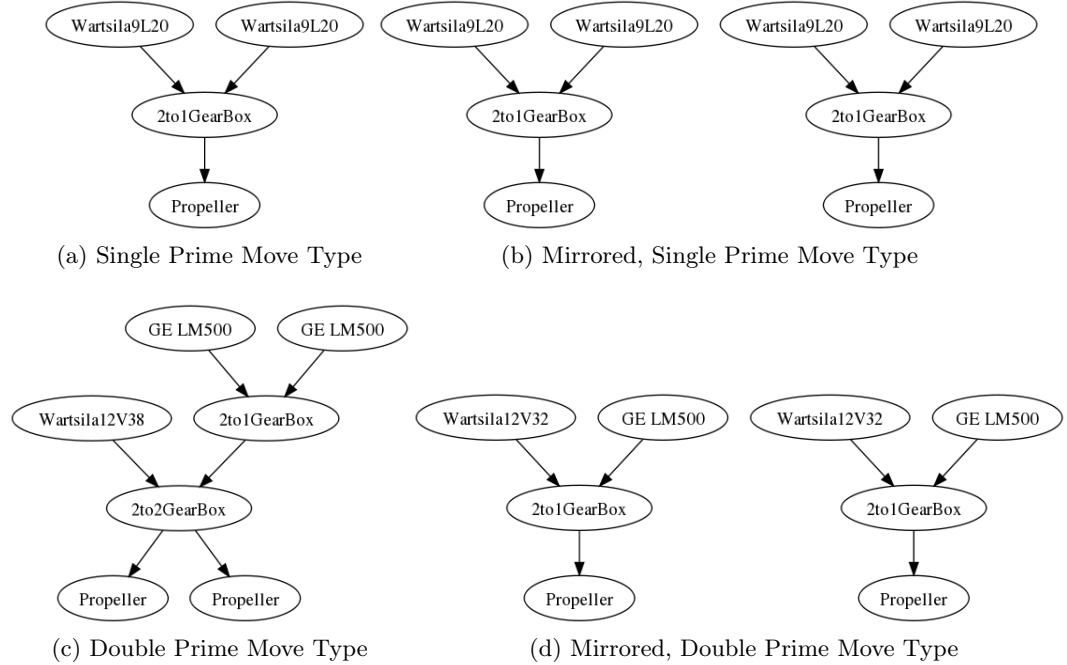 Wartsila9L20 Wartsila9L20 Wartsila9L20 Wartsila9L20 Wartsila9L20 Wartsila9L20
2to1GearBox 2to1GearBox 2to1GearBox
Propeller Propeller Propeller
(a) Single Prime Move Type (b) Mirrored, Single Prime Move Type
GE LM500 GE LM500
Wartsila12V38 2to1GearBox Wartsila12V32 GE LM500 Wartsila12V32 GE LM500
2to2GearBox 2to1GearBox 2to1GearBox
Propeller Propeller Propeller Propeller
(c) Double Prime Move Type (d) Mirrored, Double Prime Move Type